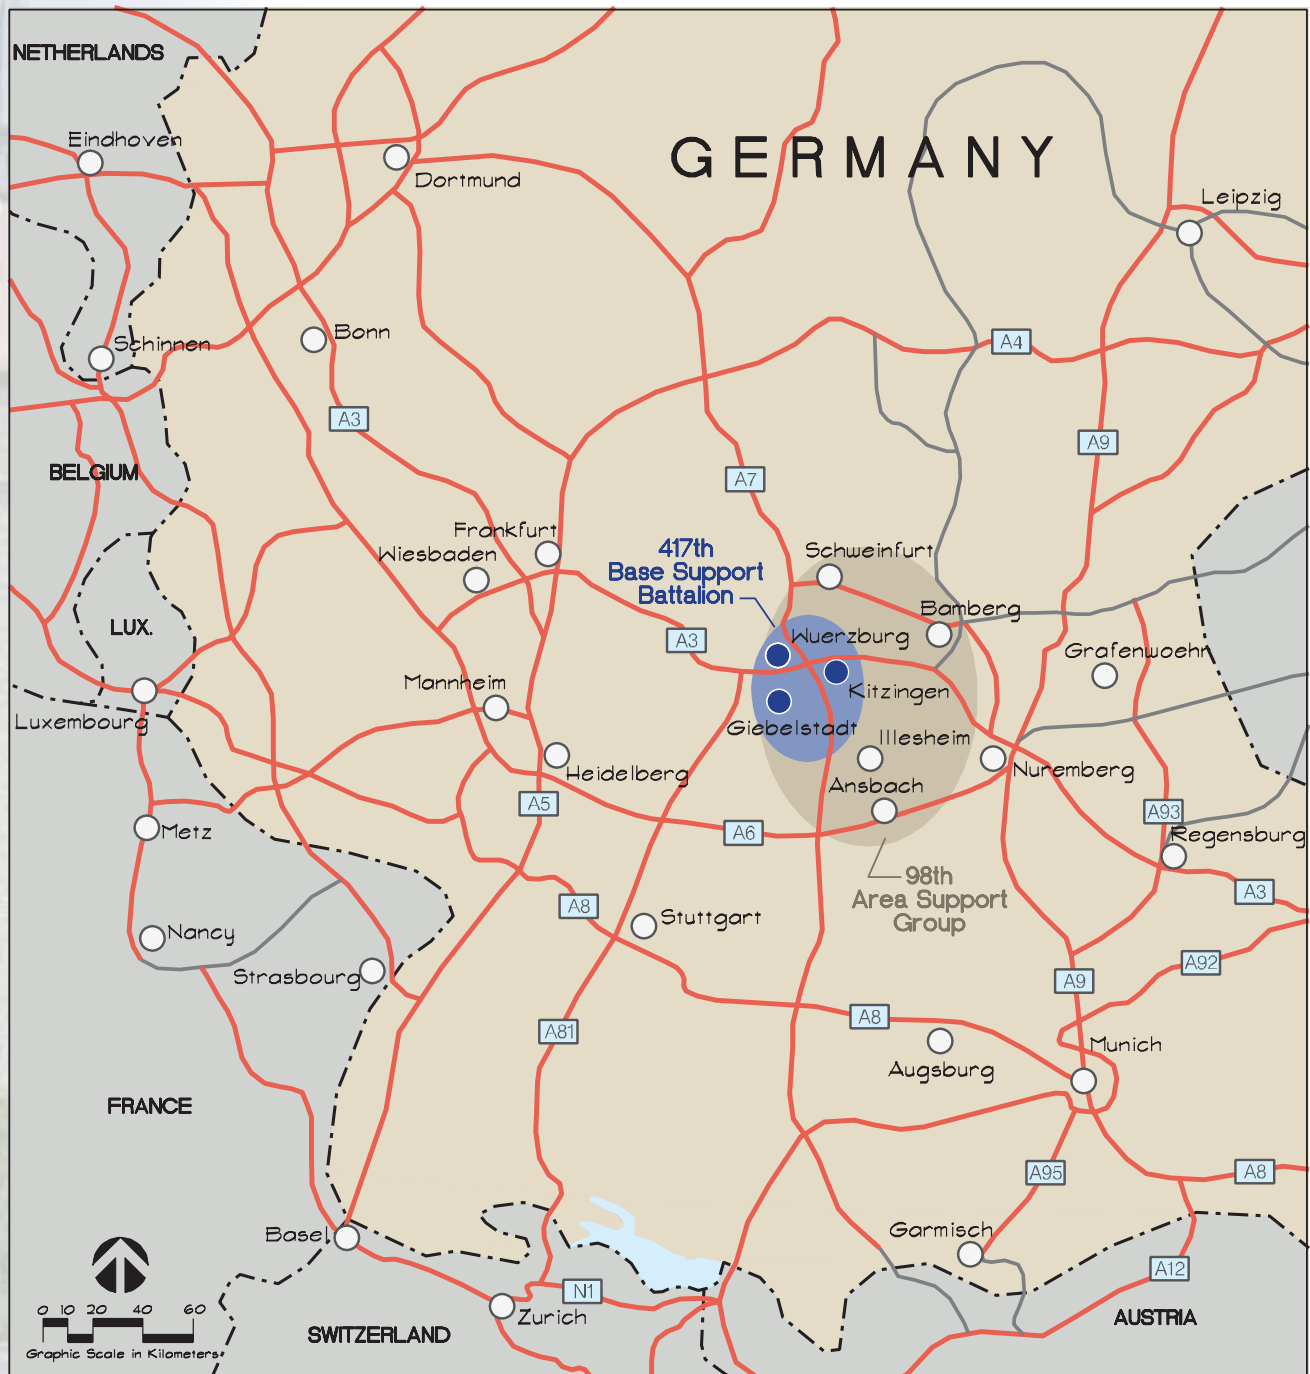 NETHERLANDS
Eindhoven
GERMANY
Dortmund
Leipzig
Bonn
Schinnen
A4
A3
A9
BELGIUM
A7
Frankfurt
Wiesbaden
417th
Base Support
Battalion
Schweinfurt
Bamberg
LUX.
A3
Wuerzburg
Grafenwoehr
Mannheim
Kitzingen
Luxembourg
Giebelstadt
Illesheim
Heidelberg
Nuremberg
Ansbach
A5
A93
Metz
A6
Regensburg
98th
Area Support
Group
A3
A8
Stuttgart
Nancy
A92
Strasbourg
A9
A8
A81
Munich
Augsburg
FRANCE
A95
A8
Basel
Garmisch
A12
N1
0 10 20 40 60
Zurich
AUSTRIA
SWITZERLAND
Graphic Scale in Kilometers